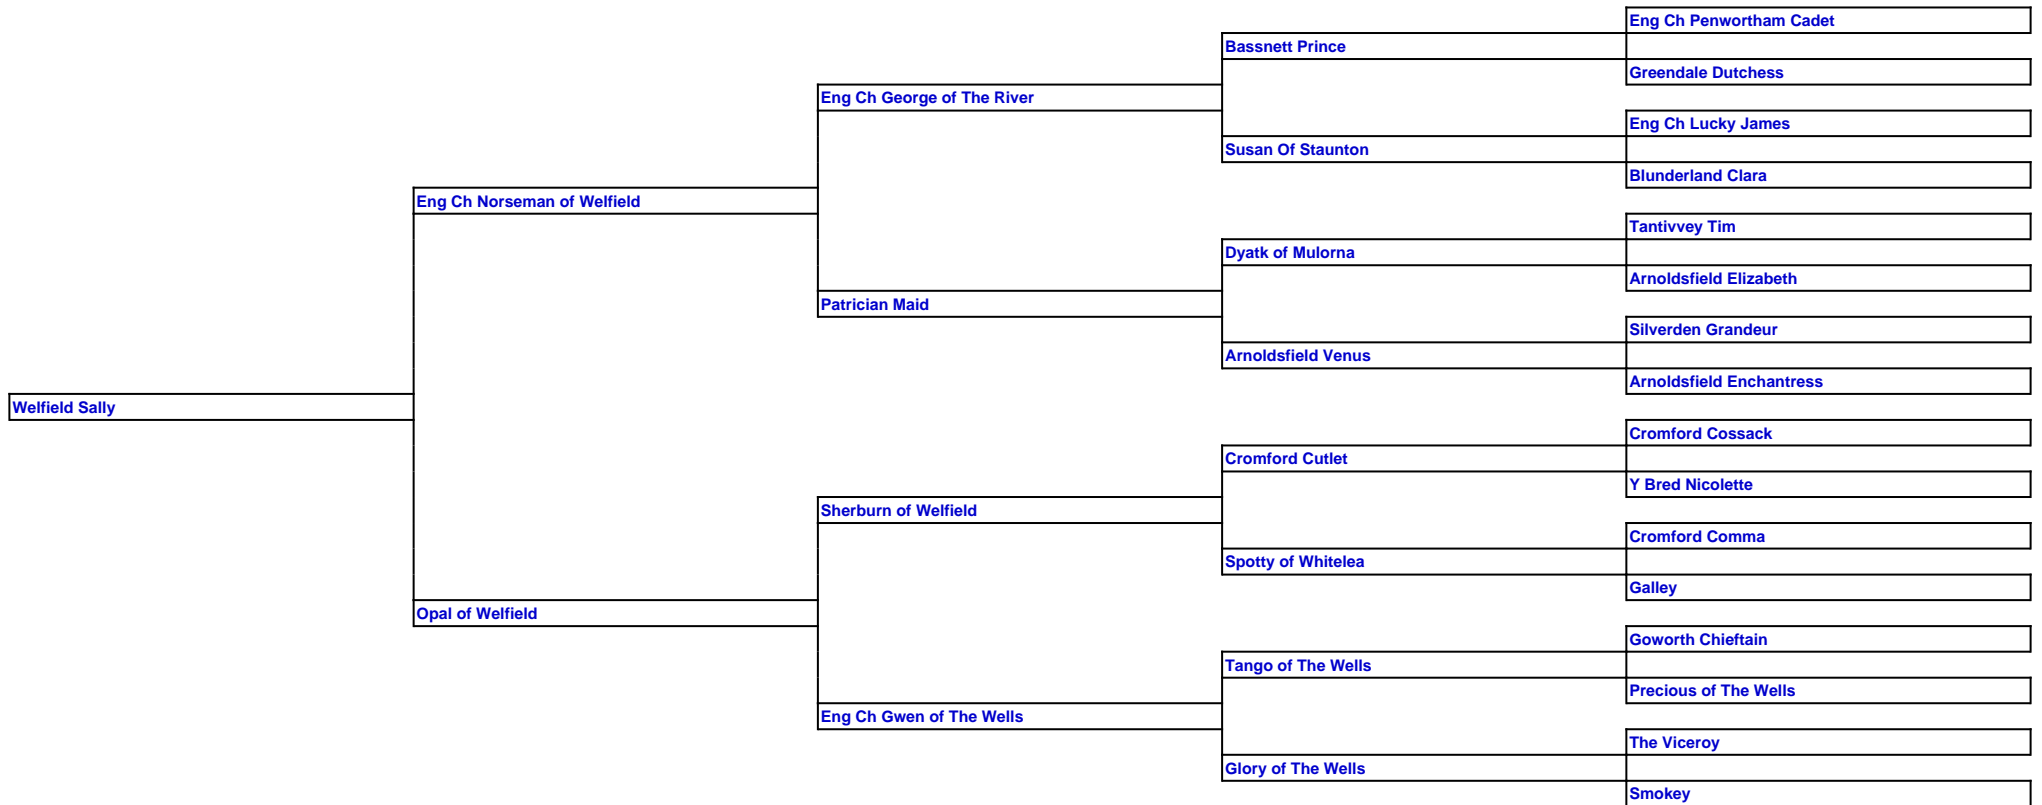 Eng Ch Penwortham Cadet
Bassnett Prince
Greendale Dutchess
Eng Ch George of The River
Eng Ch Lucky James
Susan Of Staunton
Blunderland Clara
Eng Ch Norseman of Welfield
Tantivvey Tim
Dyatk of Mulorna
Arnoldsfield Elizabeth
Patrician Maid
Silverden Grandeur
Arnoldsfield Venus
Arnoldsfield Enchantress
Welfield Sally
Cromford Cossack
Cromford Cutlet
Y Bred Nicolette
Sherburn of Welfield
Cromford Comma
Spotty of Whitelea
Galley
Opal of Welfield
Goworth Chieftain
Tango of The Wells
Precious of The Wells
Eng Ch Gwen of The Wells
The Viceroy
Glory of The Wells
Smokey